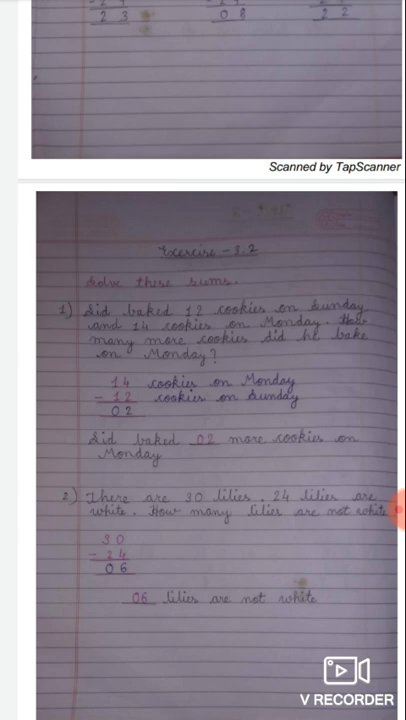 2 3
0 8
2 2
Scanned by TapScanner
Exercise - 3.2
Solve these sums.
1) Sid baked 12 cookies on Sunday
and 14 cookies on Monday. How
many more cookies did he bake
on Monday?
14 cookies on Monday
- 12 cookies on Sunday
02
Sid baked 02 more cookies on
Monday
2) There are 30 lilies. 24 lilies are
white. How many lilies are not white
30
- 24
06
06 lilies are not white
V RECORDER